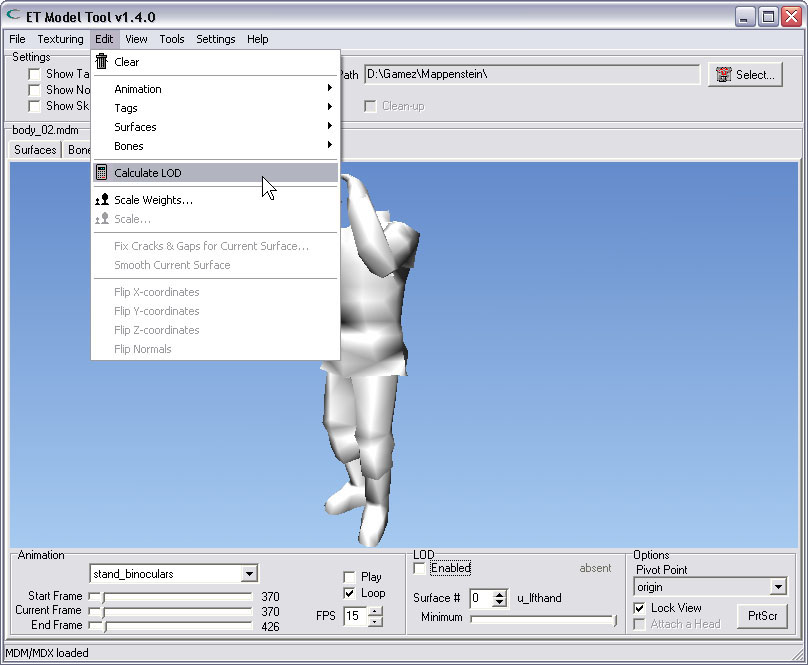 ET Model Tool v1.4.0
File Texturing Edit View Tools Settings Help
Settings
Show Ta
Show No
Show Sk
Path D:\Gamez\Mappenstein\ Select...
Clean-up
body_02.mdm
Surfaces Bone
Clear
Animation
Tags
Surfaces
Bones
Calculate LOD
Scale Weights...
Scale...
Fix Cracks & Gaps for Current Surface...
Smooth Current Surface
Flip X-coordinates
Flip Y-coordinates
Flip Z-coordinates
Flip Normals
Animation
stand_binoculars
Play
Loop
Start Frame 370
Current Frame 370
End Frame 426
FPS 15
LOD
Enabled absent
Surface # 0 u_lfthand
Minimum
Options
Pivot Point
origin
Lock View
Attach a Head
PrtScr
MDM/MDX loaded